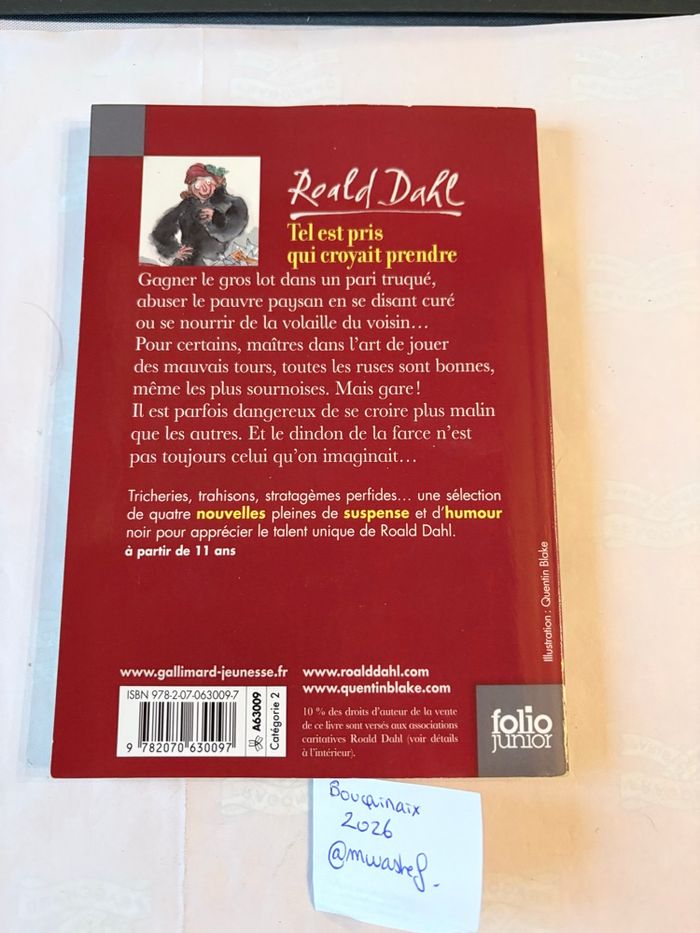 Roald Dahl
Tel est pris
qui croyait prendre
Gagner le gros lot dans un pari truqué,
abuser le pauvre paysan en se disant curé
ou se nourrir de la volaille du voisin...
Pour certains, maîtres dans l'art de jouer
des mauvais tours, toutes les ruses sont bonnes,
même les plus sournoises. Mais gare !
Il est parfois dangereux de se croire plus malin
que les autres. Et le dindon de la farce n'est
pas toujours celui qu'on imaginait...
Tricheries, trahisons, stratagèmes perfides... une sélection
de quatre nouvelles pleines de suspense et d'humour
noir pour apprécier le talent unique de Roald Dahl.
à partir de 11 ans
Illustration : Quentin Blake
www.gallimard-jeunesse.fr
www.roalddahl.com
www.quentinblake.com
ISBN 978-2-07-063009-7
9 782070 630097
A63009
Catégorie 2
10 % des droits d'auteur de la vente
de ce livre sont versés aux associations
caritatives Roald Dahl (voir détails
à l'intérieur).
folio
junior
Bouquinaix
2026